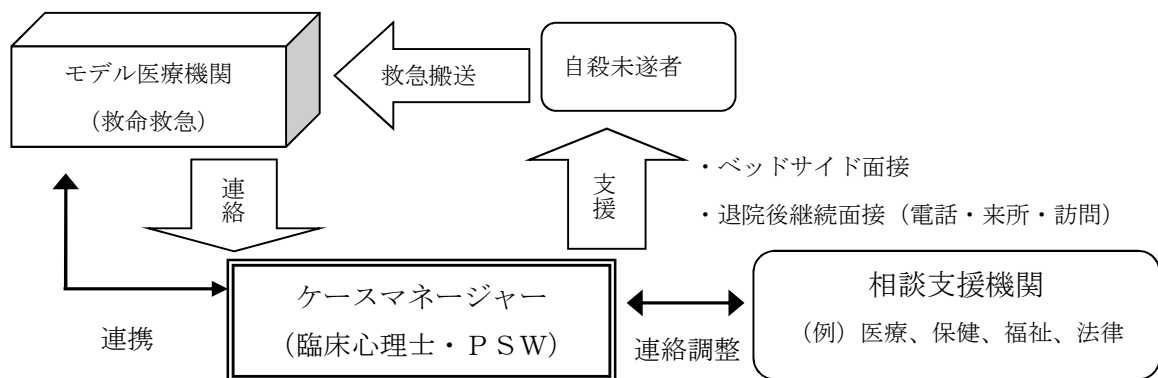 モデル医療機関
（救命救急）
救急搬送
自殺未遂者
連絡
支援
・ベッドサイド面接
・退院後継続面接（電話・来所・訪問）
ケースマネージャー
（臨床心理士・ＰＳＷ）
連携
連絡調整
相談支援機関
（例）医療、保健、福祉、法律